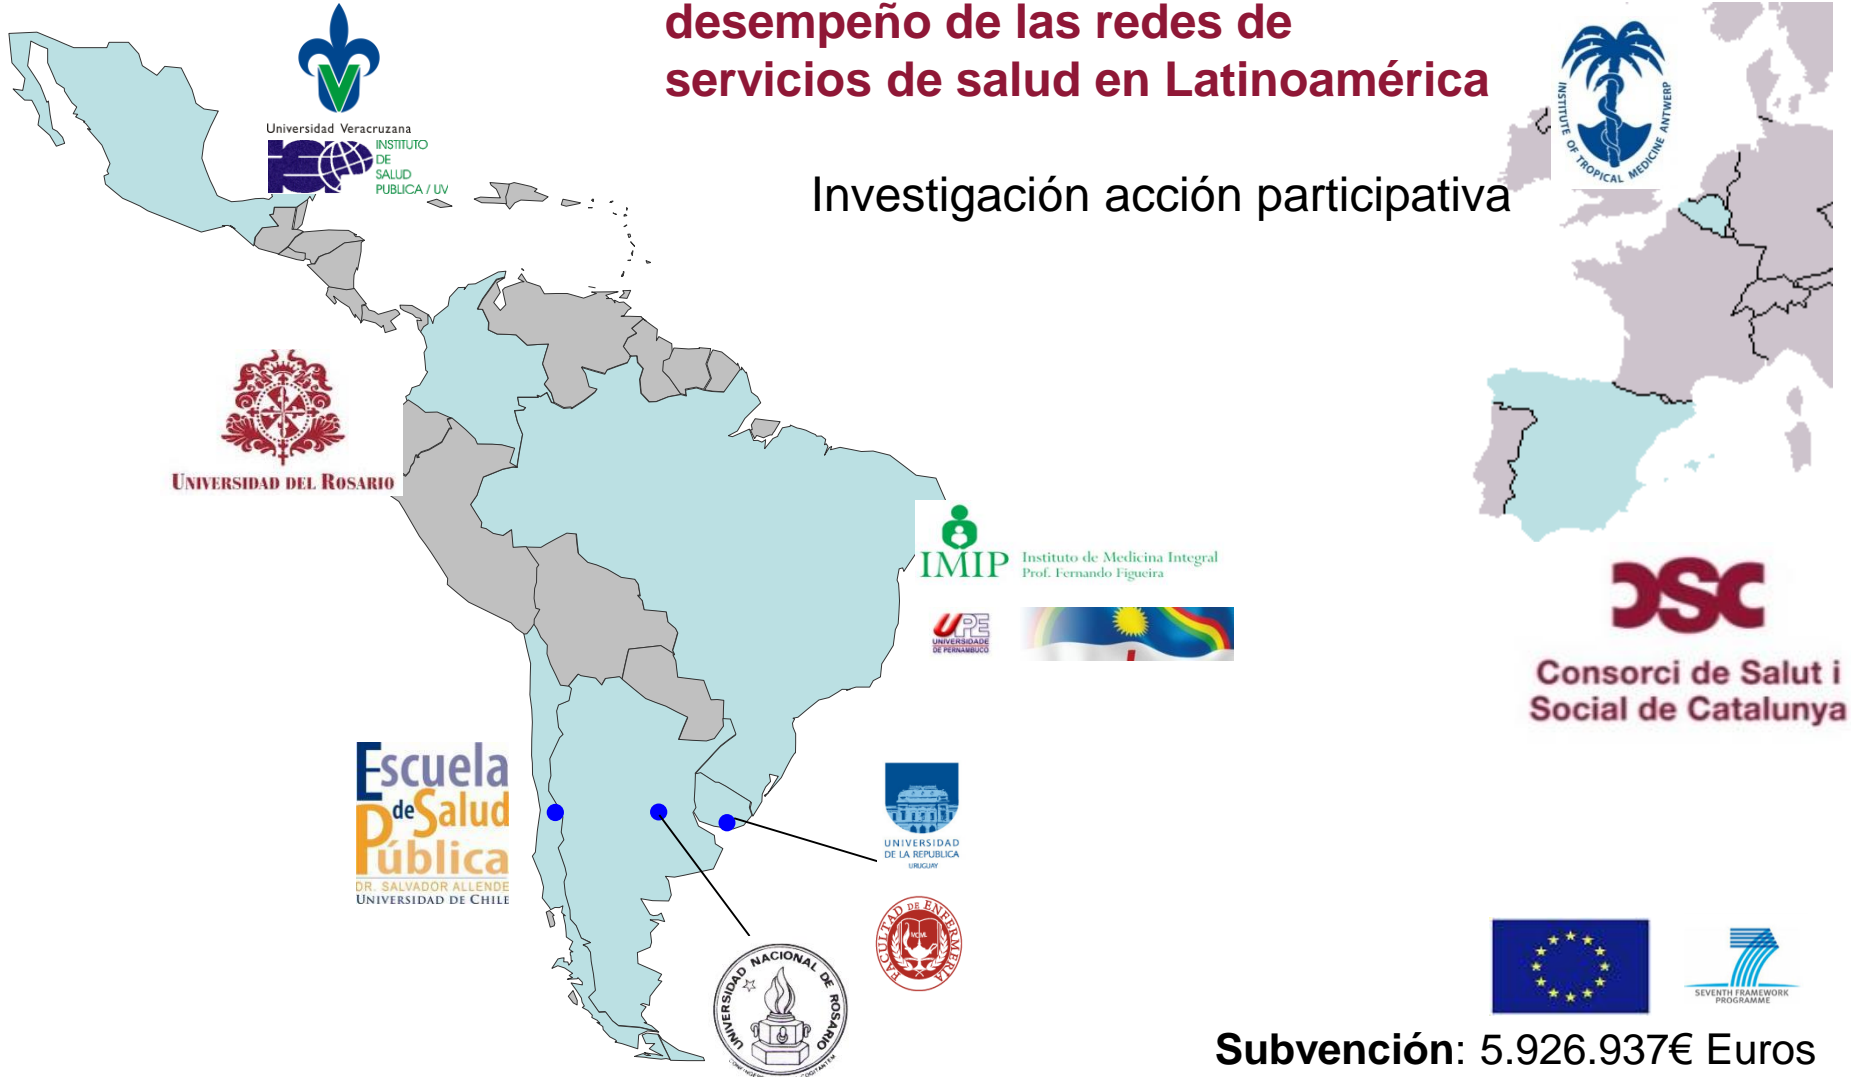 desempeño de las redes de
servicios de salud en Latinoamérica
Investigación acción participativa
Universidad Veracruzana
INSTITUTO
DE
SALUD
PUBLICA / UV
INSTITUTE OF TROPICAL MEDICINE ANTWERP
UNIVERSIDAD DEL ROSARIO
IMIP
Instituto de Medicina Integral
Prof. Fernando Figueira
UPE
UNIVERSIDADE
DE PERNAMBUCO
CSC
Consorci de Salut i
Social de Catalunya
Escuela
de Salud
Pública
DR. SALVADOR ALLENDE
UNIVERSIDAD DE CHILE
UNIVERSIDAD
DE LA REPUBLICA
URUGUAY
FACULTAD DE ENFERMERÍA
UNIVERSIDAD NACIONAL DE ROSARIO
7
SEVENTH FRAMEWORK
PROGRAMME
Subvención: 5.926.937€ Euros